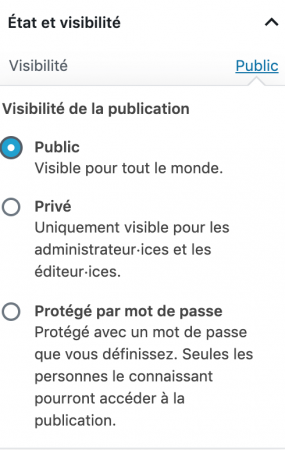 État et visibilité
Visibilité Public
Visibilité de la publication
Public
Visible pour tout le monde.
Privé
Uniquement visible pour les
administrateur·ices et les
éditeur·ices.
Protégé par mot de passe
Protégé avec un mot de passe
que vous définissez. Seules les
personnes le connaissant
pourront accéder à la
publication.